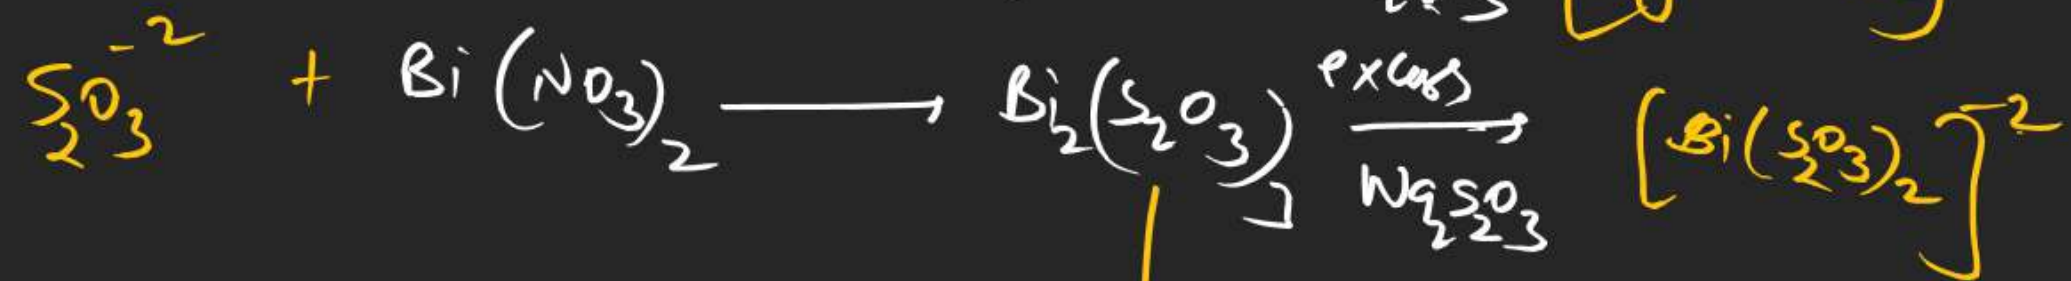 S₂O₃⁻² + Bi(NO₃)₂ ⟶ Bi₂(S₂O₃)₃ excess ⟶ Na₂S₂O₃ [Bi(S₂O₃)₂]⁻²